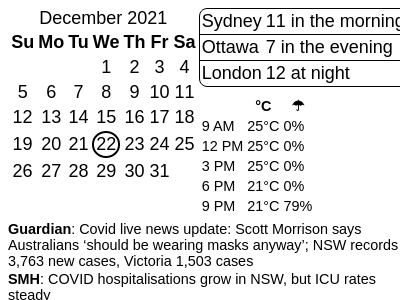 December 2021
Su Mo Tu We Th Fr Sa
1 2 3 4
5 6 7 8 9 10 11
12 13 14 15 16 17 18
19 20 21 22 23 24 25
26 27 28 29 30 31
Sydney 11 in the morning
Ottawa 7 in the evening
London 12 at night
°C ☂
9 AM 25°C 0%
12 PM 25°C 0%
3 PM 25°C 0%
6 PM 21°C 0%
9 PM 21°C 79%
Guardian: Covid live news update: Scott Morrison says
Australians ‘should be wearing masks anyway’; NSW records
3,763 new cases, Victoria 1,503 cases
SMH: COVID hospitalisations grow in NSW, but ICU rates
steady